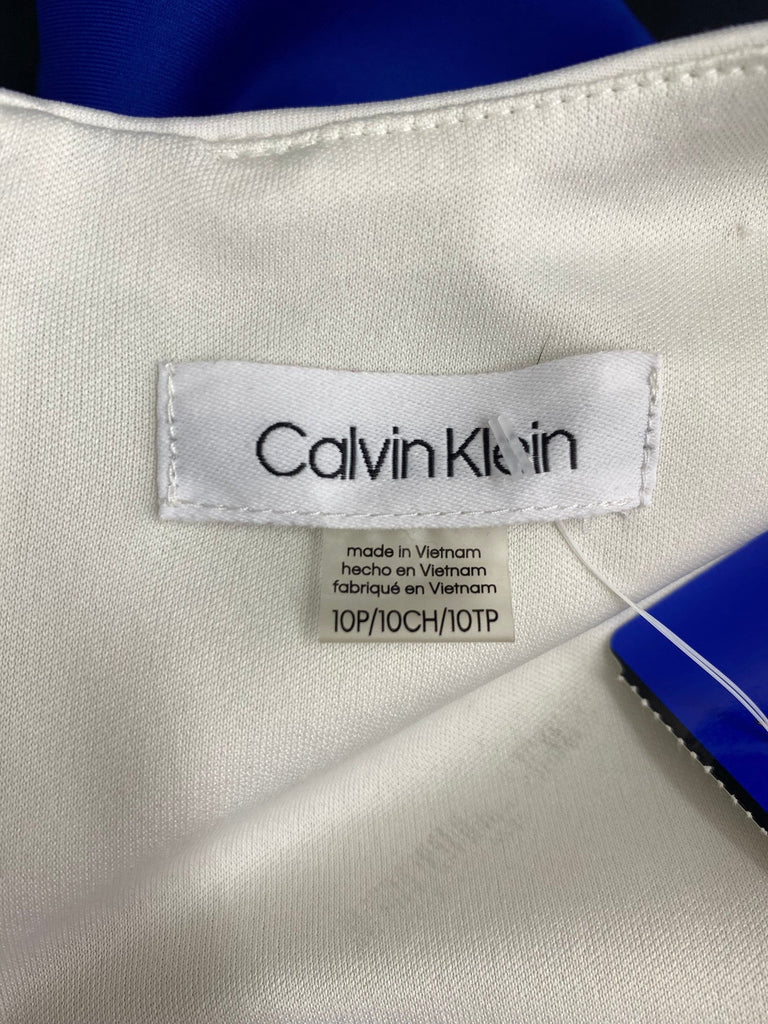 Calvin Klein
made in Vietnam
hecho en Vietnam
fabriqué en Vietnam
10P/10CH/10TP